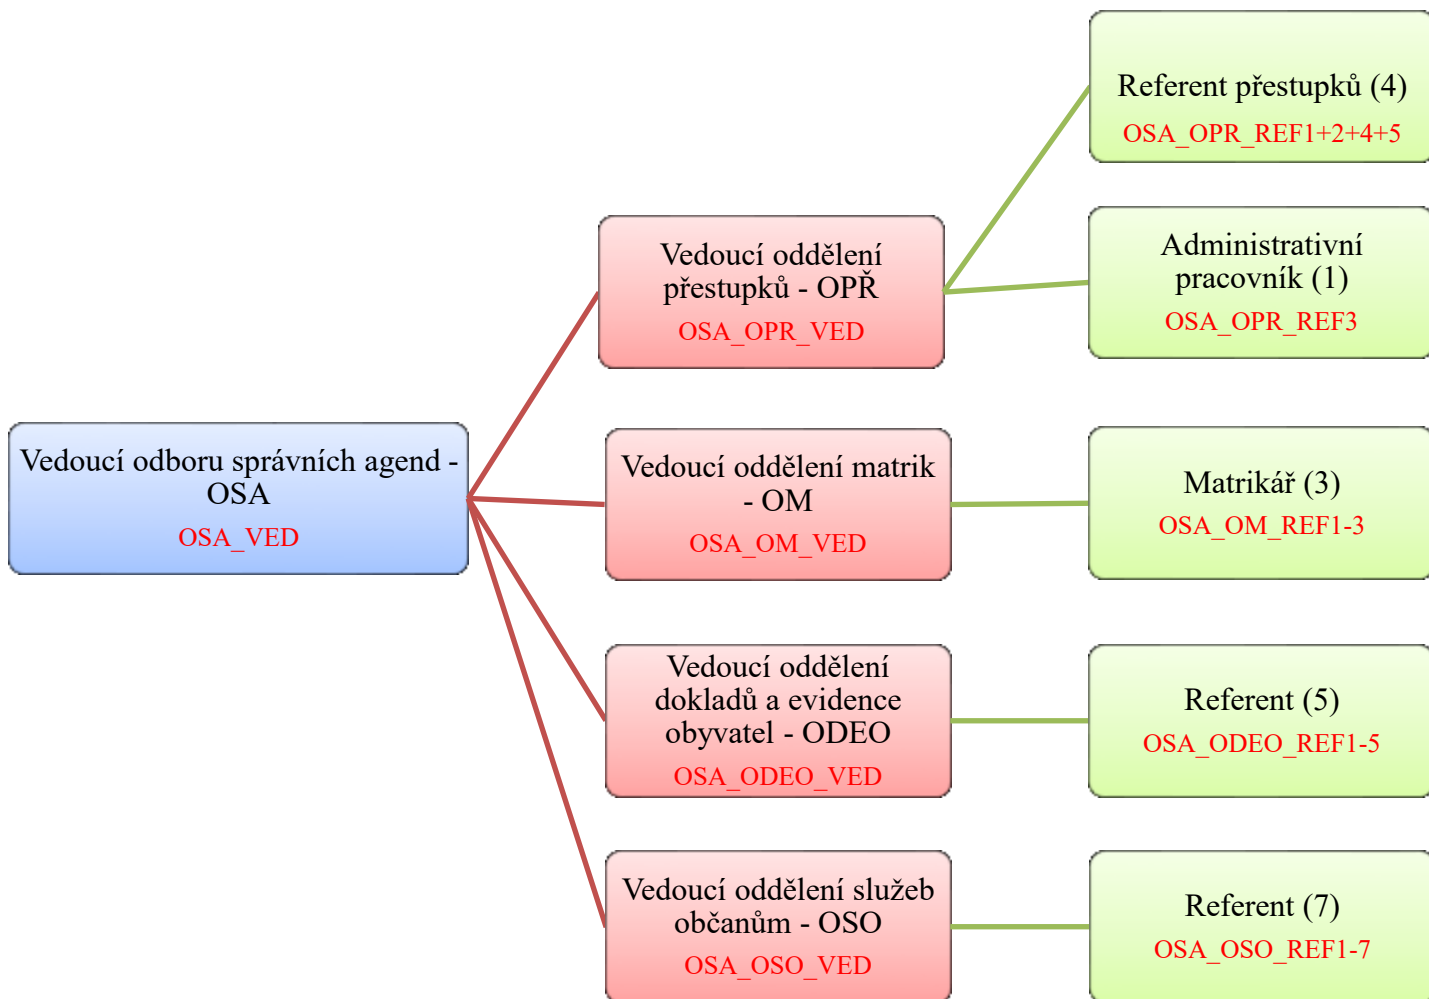 Vedoucí odboru správních agend -
OSA
OSA_VED
Vedoucí oddělení
přestupků - OPŘ
OSA_OPR_VED
Referent přestupků (4)
OSA_OPR_REF1+2+4+5
Administrativní
pracovník (1)
OSA_OPR_REF3
Vedoucí oddělení matrik
- OM
OSA_OM_VED
Matrikář (3)
OSA_OM_REF1-3
Vedoucí oddělení
dokladů a evidence
obyvatel - ODEO
OSA_ODEO_VED
Referent (5)
OSA_ODEO_REF1-5
Vedoucí oddělení služeb
občanům - OSO
OSA_OSO_VED
Referent (7)
OSA_OSO_REF1-7